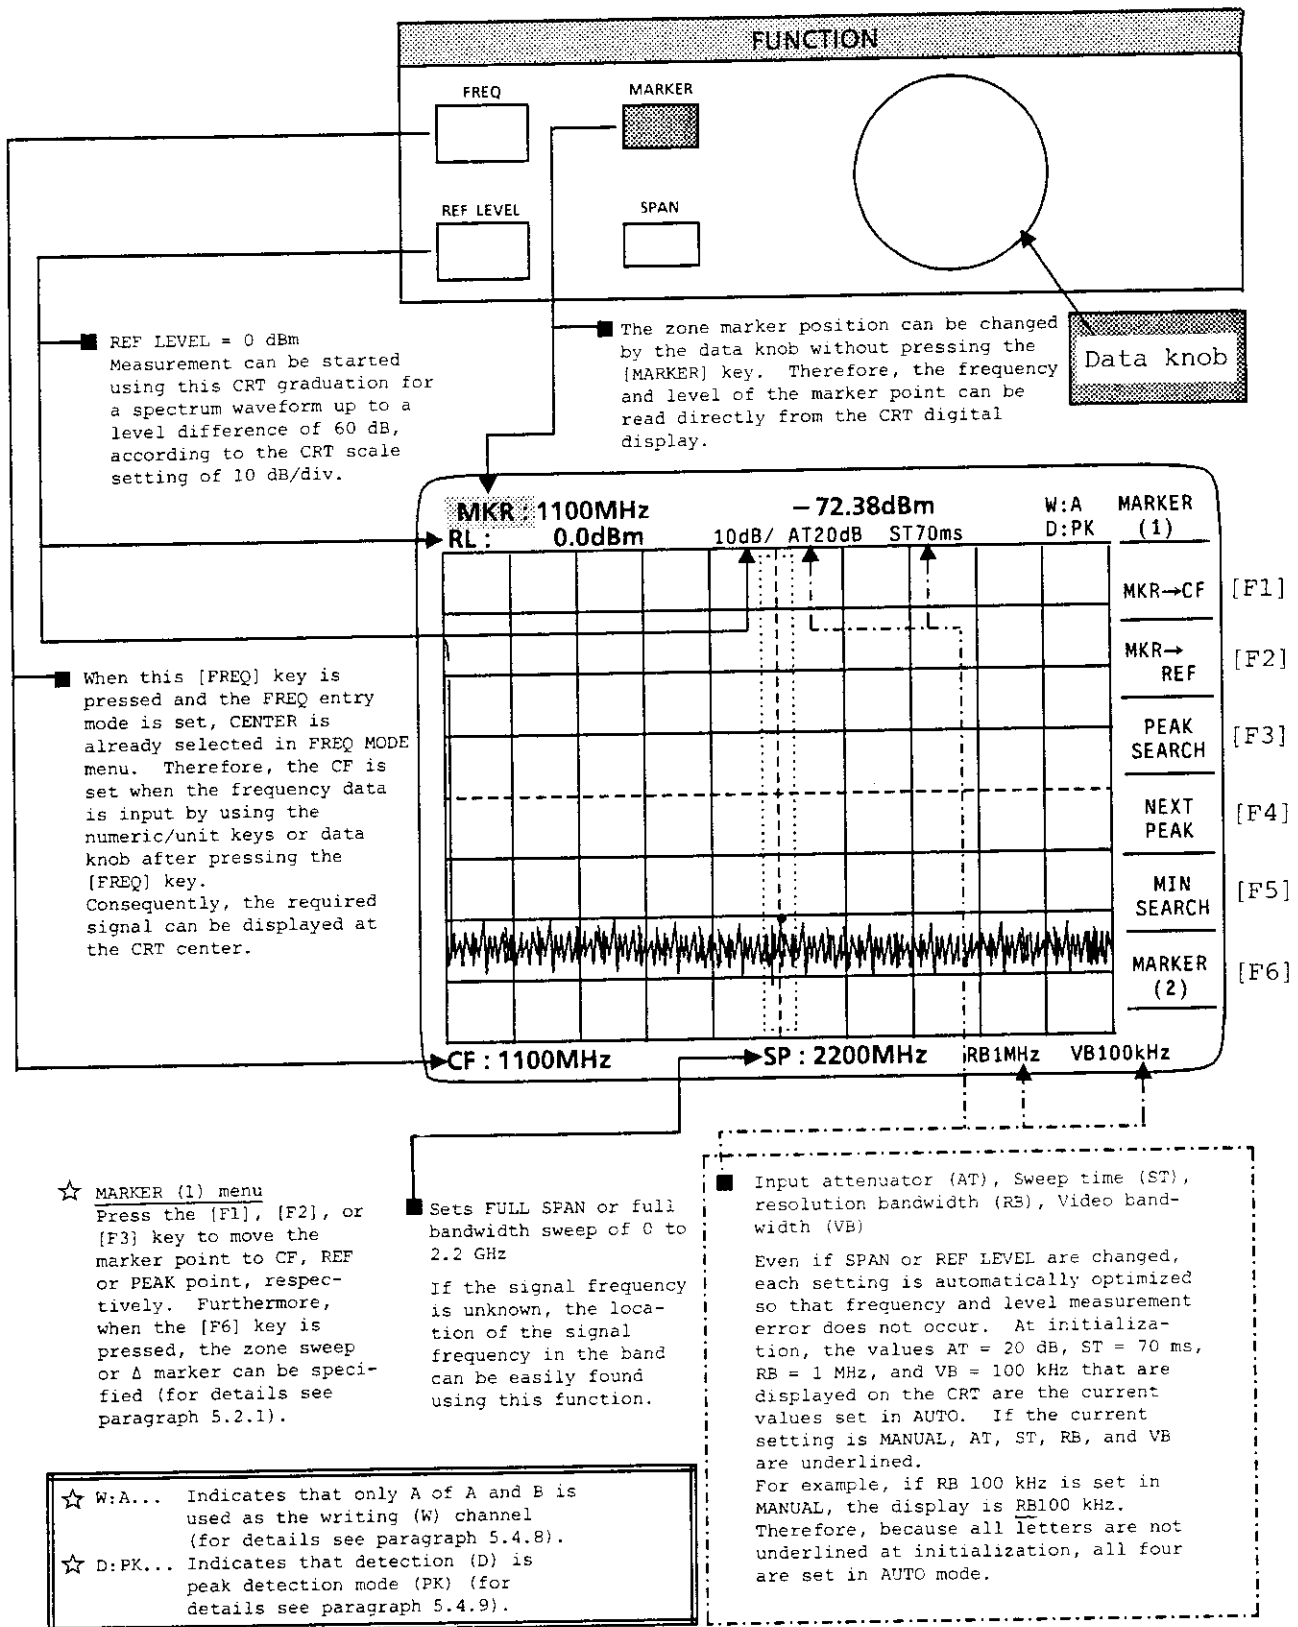 FUNCTION
FREQ
MARKER
REF LEVEL
SPAN
Data knob
■ REF LEVEL = 0 dBm
Measurement can be started
using this CRT graduation for
a spectrum waveform up to a
level difference of 60 dB,
according to the CRT scale
setting of 10 dB/div.
■ The zone marker position can be changed
by the data knob without pressing the
[MARKER] key. Therefore, the frequency
and level of the marker point can be
read directly from the CRT digital
display.
MKR : 1100MHz -72.38dBm W:A MARKER
RL : 0.0dBm 10dB/ AT20dB ST70ms D:PK (1)
MKR→CF [F1]
MKR→
REF [F2]
PEAK
SEARCH [F3]
NEXT
PEAK [F4]
MIN
SEARCH [F5]
MARKER
(2) [F6]
CF : 1100MHz SP : 2200MHz RB1MHz VB100kHz
■ When this [FREQ] key is
pressed and the FREQ entry
mode is set, CENTER is
already selected in FREQ MODE
menu. Therefore, the CF is
set when the frequency data
is input by using the
numeric/unit keys or data
knob after pressing the
[FREQ] key.
Consequently, the required
signal can be displayed at
the CRT center.
☆ MARKER (1) menu
Press the [F1], [F2], or
[F3] key to move the
marker point to CF, REF
or PEAK point, respec-
tively. Furthermore,
when the [F6] key is
pressed, the zone sweep
or Δ marker can be speci-
fied (for details see
paragraph 5.2.1).
■ Sets FULL SPAN or full
bandwidth sweep of 0 to
2.2 GHz
If the signal frequency
is unknown, the loca-
tion of the signal
frequency in the band
can be easily found
using this function.
■ Input attenuator (AT), Sweep time (ST),
resolution bandwidth (RB), Video band-
width (VB)
Even if SPAN or REF LEVEL are changed,
each setting is automatically optimized
so that frequency and level measurement
error does not occur. At initializa-
tion, the values AT = 20 dB, ST = 70 ms,
RB = 1 MHz, and VB = 100 kHz that are
displayed on the CRT are the current
values set in AUTO. If the current
setting is MANUAL, AT, ST, RB, and VB
are underlined.
For example, if RB 100 kHz is set in
MANUAL, the display is RB100 kHz.
Therefore, because all letters are not
underlined at initialization, all four
are set in AUTO mode.
☆ W:A... Indicates that only A of A and B is
used as the writing (W) channel
(for details see paragraph 5.4.8).
☆ D:PK... Indicates that detection (D) is
peak detection mode (PK) (for
details see paragraph 5.4.9).